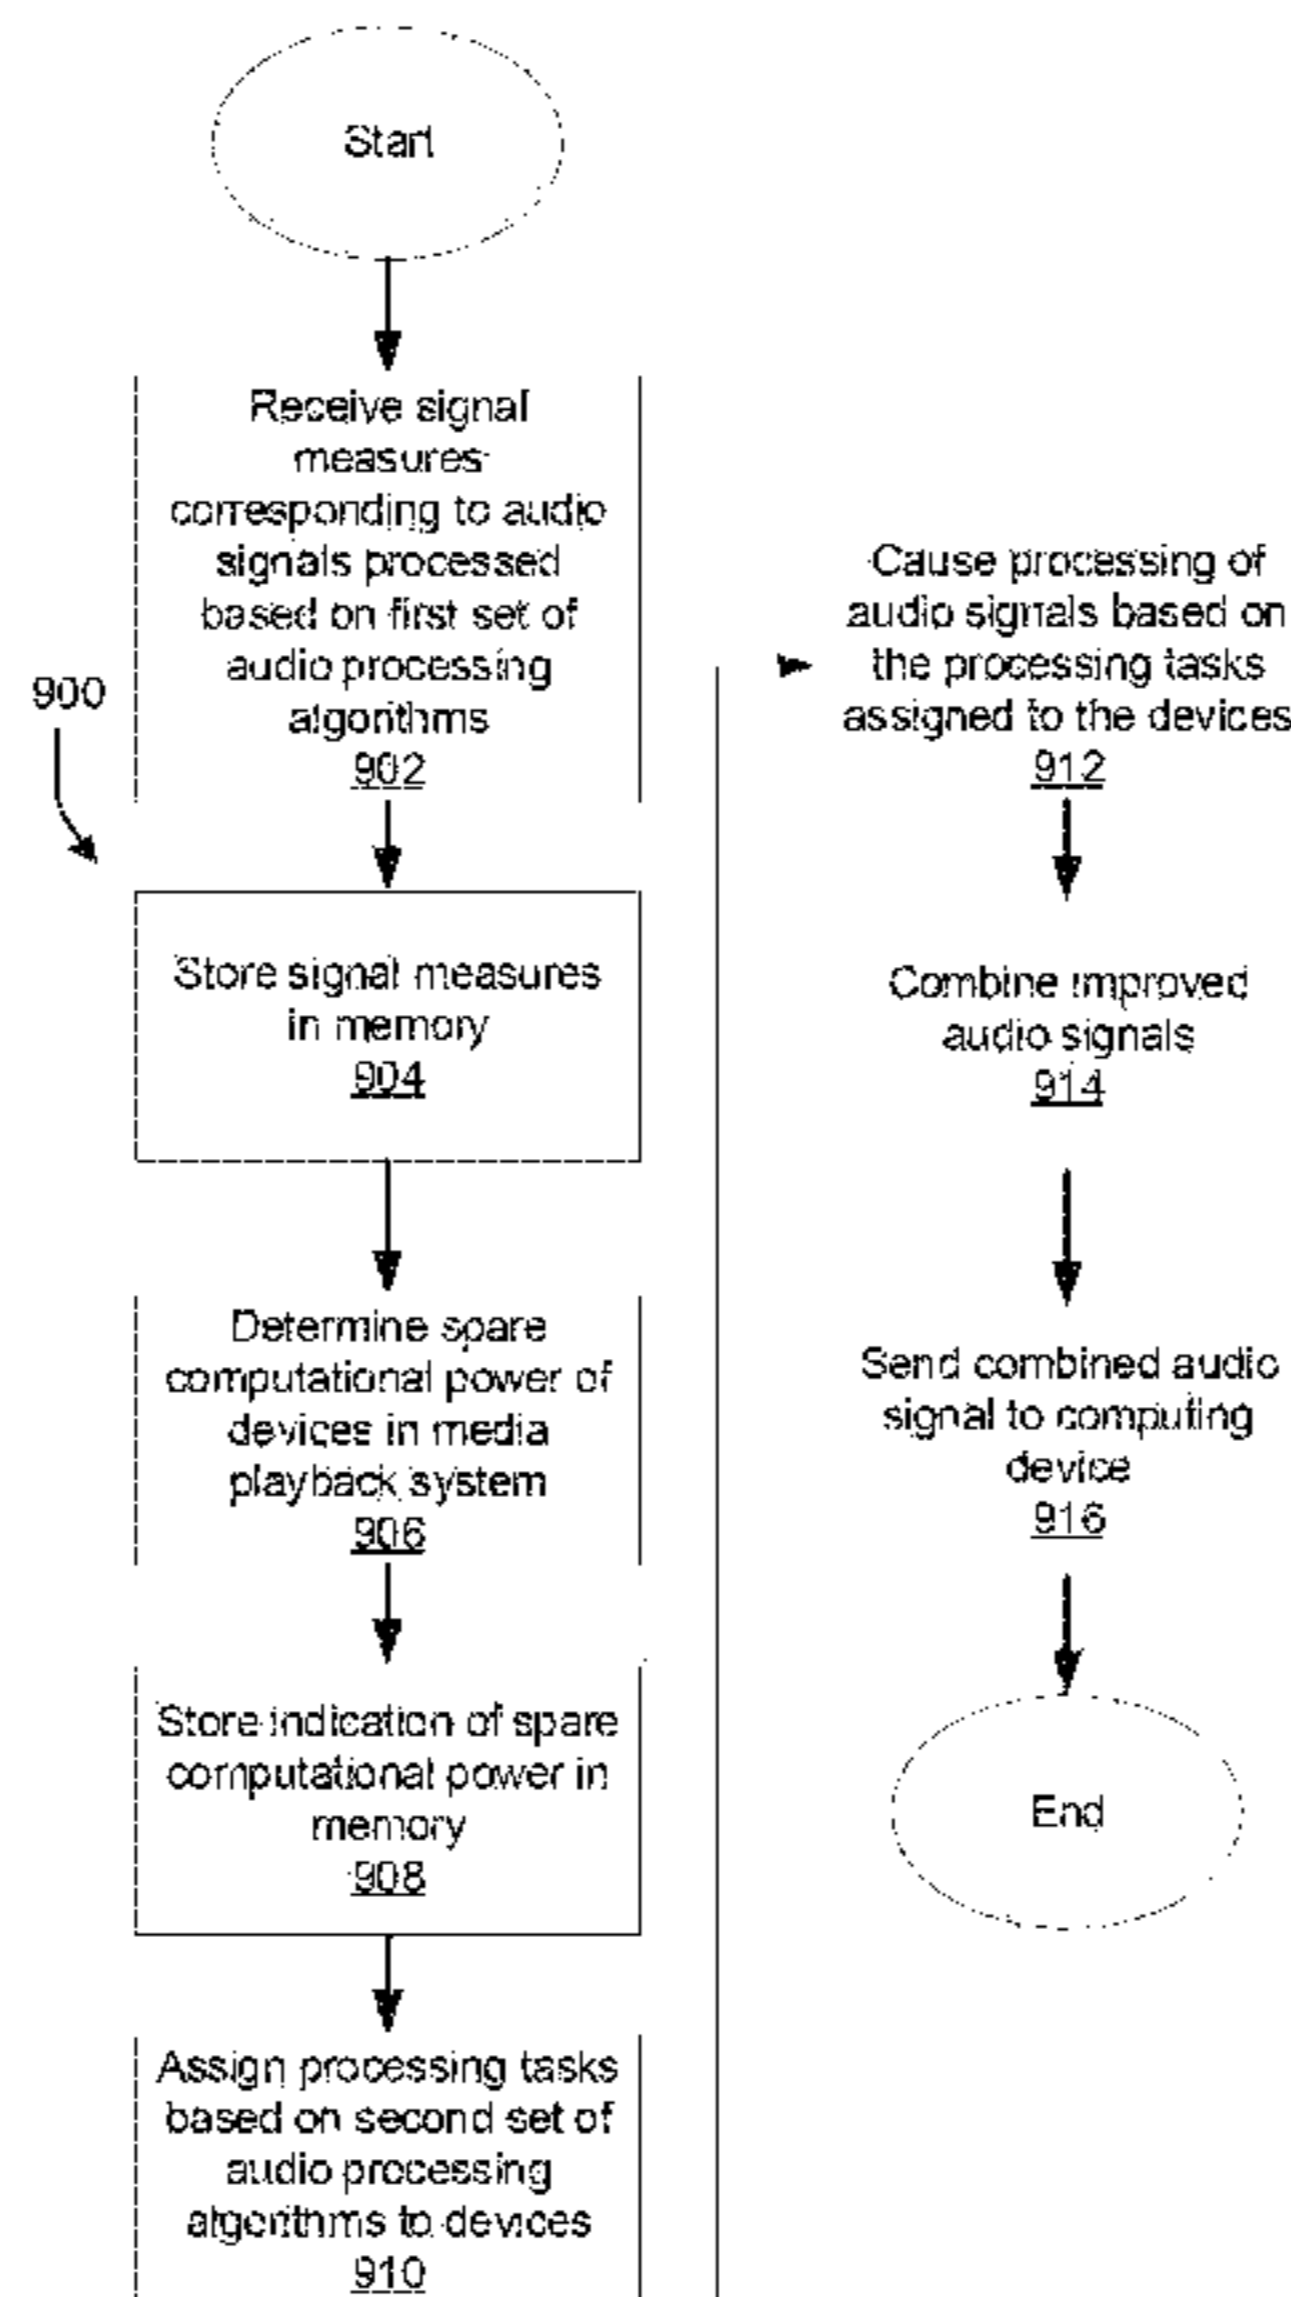 Start
Receive signal
measures
corresponding to audio
signals processed
based on first set of
audio processing
algorithms
902
900
Store signal measures
in memory
904
Determine spare
computational power of
devices in media
playback system
906
Store indication of spare
computational power in
memory
908
Assign processing tasks
based on second set of
audio processing
algorithms to devices
910
Cause processing of
audio signals based on
the processing tasks
assigned to the devices
912
Combine improved
audio signals
914
Send combined audio
signal to computing
device
916
End